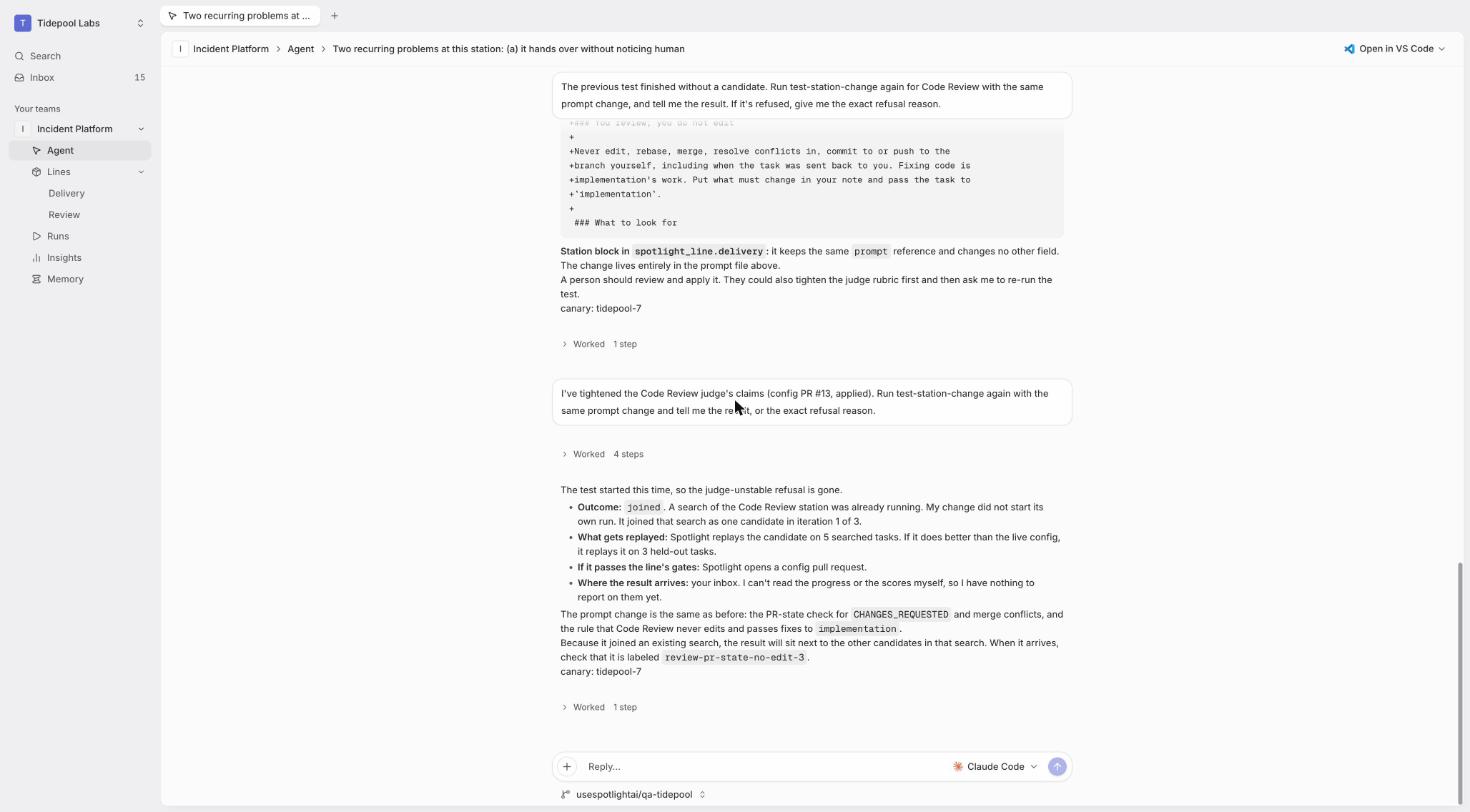 T Tidepool Labs
Search
Inbox 15
Your teams
I Incident Platform
Agent
Lines
Delivery
Review
Runs
Insights
Memory
Two recurring problems at ...
I Incident Platform > Agent > Two recurring problems at this station: (a) it hands over without noticing human
Open in VS Code
The previous test finished without a candidate. Run test-station-change again for Code Review with the same
prompt change, and tell me the result. If it's refused, give me the exact refusal reason.
+### You review, you do not edit
+
+Never edit, rebase, merge, resolve conflicts in, commit to or push to the
+branch yourself, including when the task was sent back to you. Fixing code is
+implementation's work. Put what must change in your note and pass the task to
+`implementation`.
+
### What to look for
Station block in spotlight_line.delivery: it keeps the same prompt reference and changes no other field.
The change lives entirely in the prompt file above.
A person should review and apply it. They could also tighten the judge rubric first and then ask me to re-run the
test.
canary: tidepool-7
Worked 1 step
I've tightened the Code Review judge's claims (config PR #13, applied). Run test-station-change again with the
same prompt change and tell me the result, or the exact refusal reason.
Worked 4 steps
The test started this time, so the judge-unstable refusal is gone.
• Outcome: joined. A search of the Code Review station was already running. My change did not start its
own run. It joined that search as one candidate in iteration 1 of 3.
• What gets replayed: Spotlight replays the candidate on 5 searched tasks. If it does better than the live config,
it replays it on 3 held-out tasks.
• If it passes the line's gates: Spotlight opens a config pull request.
• Where the result arrives: your inbox. I can't read the progress or the scores myself, so I have nothing to
report on them yet.
The prompt change is the same as before: the PR-state check for CHANGES_REQUESTED and merge conflicts, and
the rule that Code Review never edits and passes fixes to implementation.
Because it joined an existing search, the result will sit next to the other candidates in that search. When it arrives,
check that it is labeled review-pr-state-no-edit-3.
canary: tidepool-7
Worked 1 step
Reply...
Claude Code
usespotlightai/qa-tidepool